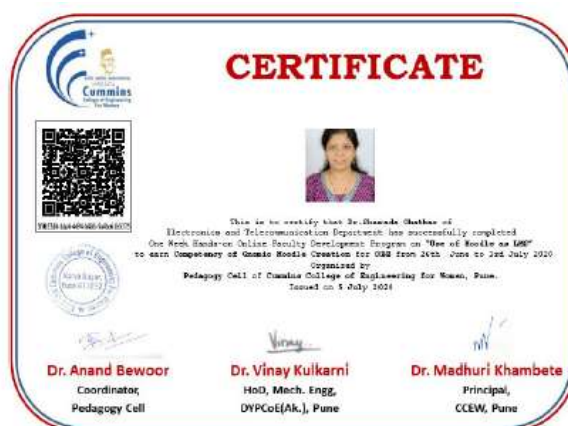 Cummins
College of Engineering
For Women
CERTIFICATE
This is to certify that Dr.Sharada Ohatkar of
Electronics and Telecommunication Department has successfully completed
One Week Hands-on Online Faculty Development Program on "Use of Moodle as LMS"
to earn Competency of Gnomio Moodle Creation for OBE from 26th June to 3rd July 2020
Organized by
Pedagogy Cell of Cummins College of Engineering for Women, Pune.
Issued on 5 July 2020
Dr. Anand Bewoor
Coordinator,
Pedagogy Cell
Dr. Vinay Kulkarni
HoD, Mech. Engg,
DYPCoE(Ak.), Pune
Dr. Madhuri Khambete
Principal,
CCEW, Pune